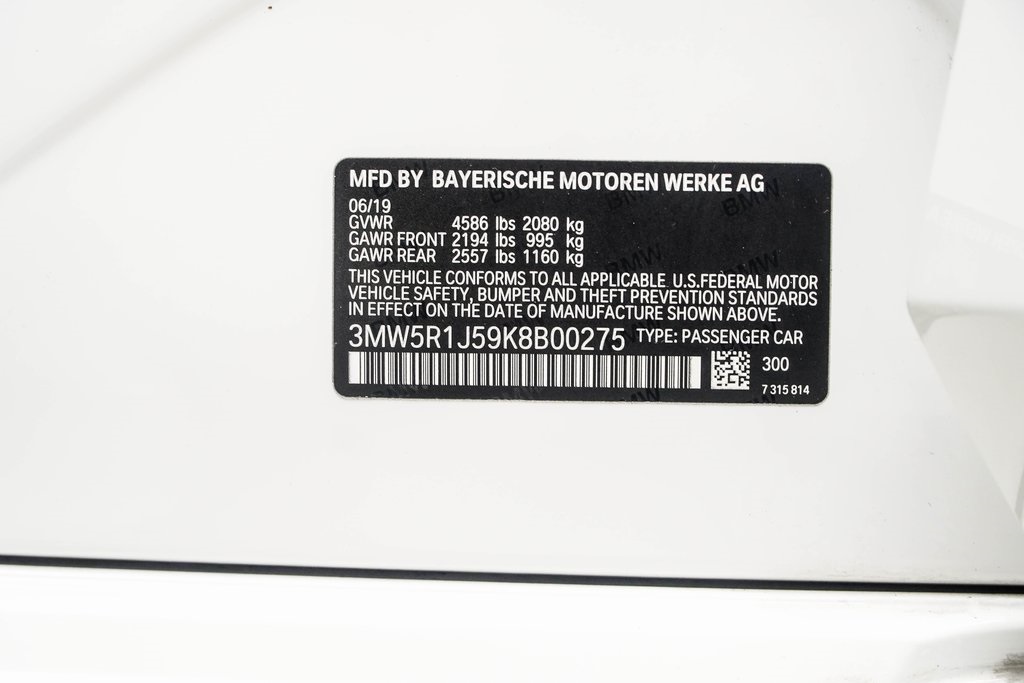 MFD BY BAYERISCHE MOTOREN WERKE AG
06/19
GVWR 4586 lbs 2080 kg
GAWR FRONT 2194 lbs 995 kg
GAWR REAR 2557 lbs 1160 kg
THIS VEHICLE CONFORMS TO ALL APPLICABLE U.S.FEDERAL MOTOR
VEHICLE SAFETY, BUMPER AND THEFT PREVENTION STANDARDS
IN EFFECT ON THE DATE OF MANUFACTURE SHOWN ABOVE.
3MW5R1J59K8B00275 TYPE: PASSENGER CAR
300
7 315 814